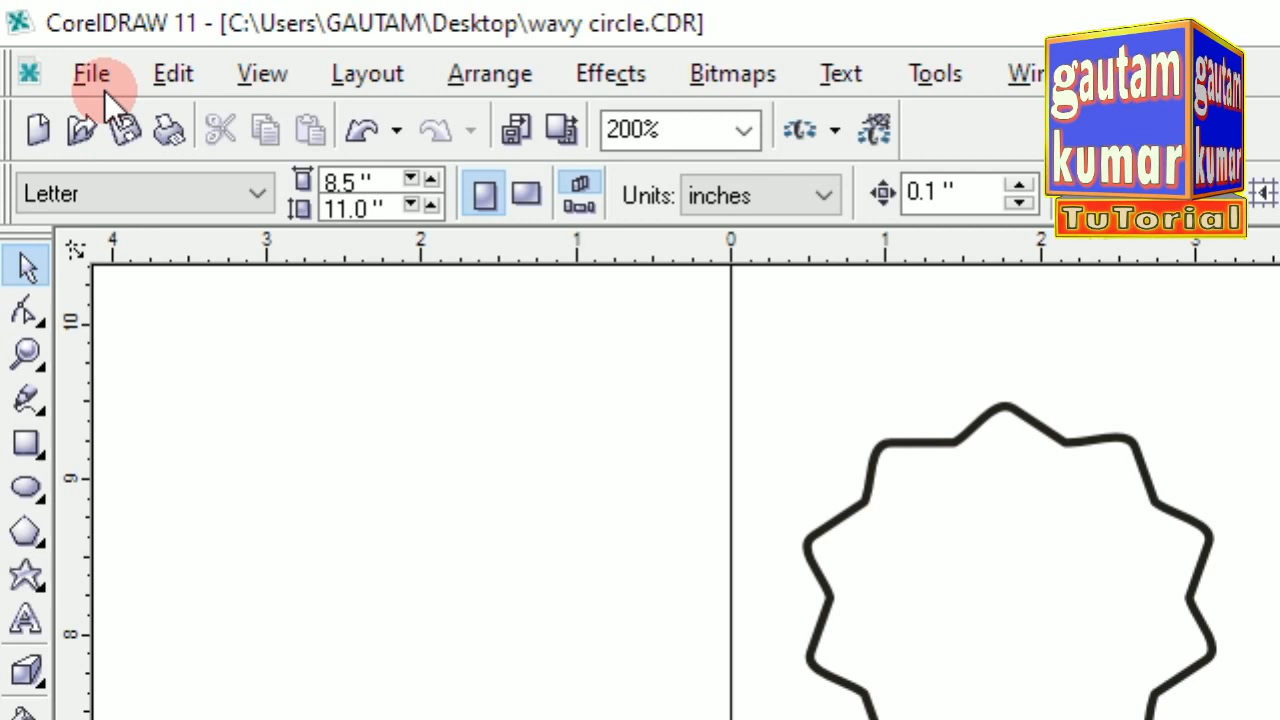 CorelDRAW 11 - [C:\Users\GAUTAM\Desktop\wavy circle.CDR]
File Edit View Layout Arrange Effects Bitmaps Text Tools
200%
Letter 8.5" 11.0" Units: inches 0.1"
4 3 2 1 0 1 2 3
10
9
8
gautam kumar
gautam kumar
TuTorial